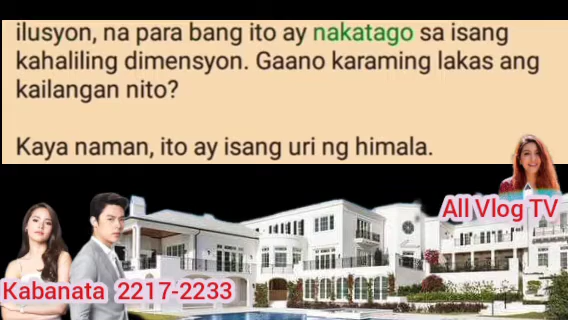 ilusyon, na para bang ito ay nakatago sa isang
kahaliling dimensyon. Gaano karaming lakas ang
kailangan nito?
Kaya naman, ito ay isang uri ng himala.
All Vlog TV
Kabanata 2217-2233